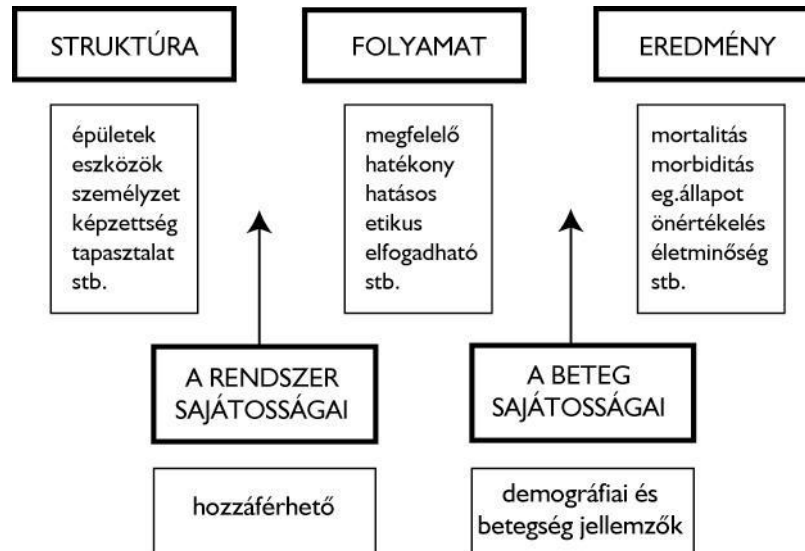 STRUKTÚRA
FOLYAMAT
EREDMÉNY
épületek
eszközök
személyzet
képzettség
tapasztalat
stb.
megfelelő
hatékony
hatásos
etikus
elfogadható
stb.
mortalitás
morbiditás
eg.állapot
önértékelés
életminőség
stb.
A RENDSZER
SAJÁTOSSÁGAI
A BETEG
SAJÁTOSSÁGAI
hozzáférhető
demográfiai és
betegség jellemzők